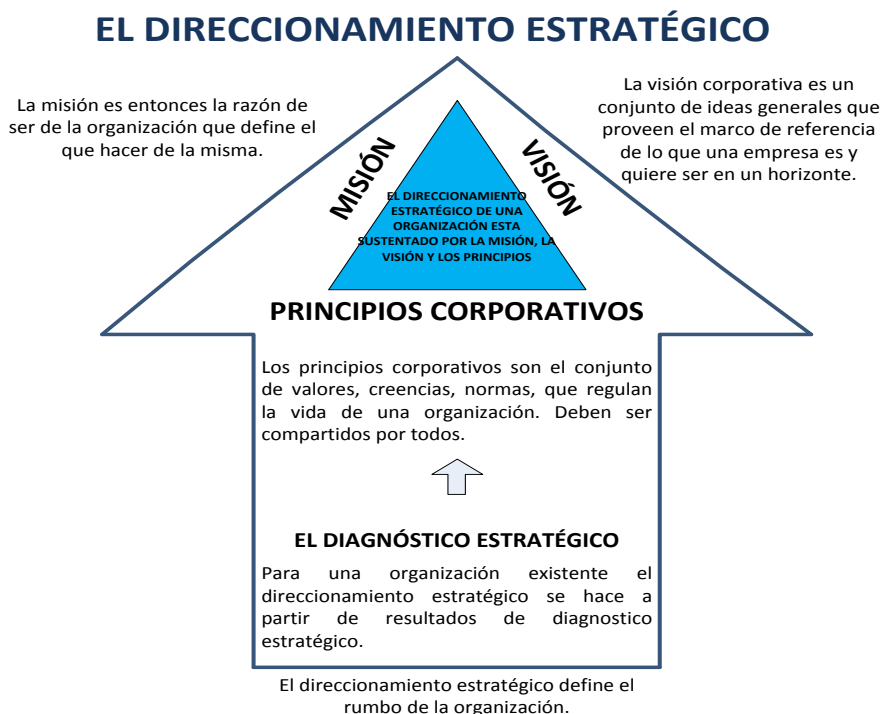 EL DIRECCIONAMIENTO ESTRATÉGICO
La misión es entonces la razón de
ser de la organización que define el
que hacer de la misma.
La visión corporativa es un
conjunto de ideas generales que
proveen el marco de referencia
de lo que una empresa es y
quiere ser en un horizonte.
MISIÓN
VISIÓN
EL DIRECCIONAMIENTO
ESTRATÉGICO DE UNA
ORGANIZACIÓN ESTA
SUSTENTADO POR LA MISIÓN, LA
VISIÓN Y LOS PRINCIPIOS
PRINCIPIOS CORPORATIVOS
Los principios corporativos son el conjunto
de valores, creencias, normas, que regulan
la vida de una organización. Deben ser
compartidos por todos.
EL DIAGNÓSTICO ESTRATÉGICO
Para una organización existente el
direccionamiento estratégico se hace a
partir de resultados de diagnostico
estratégico.
El direccionamiento estratégico define el
rumbo de la organización.